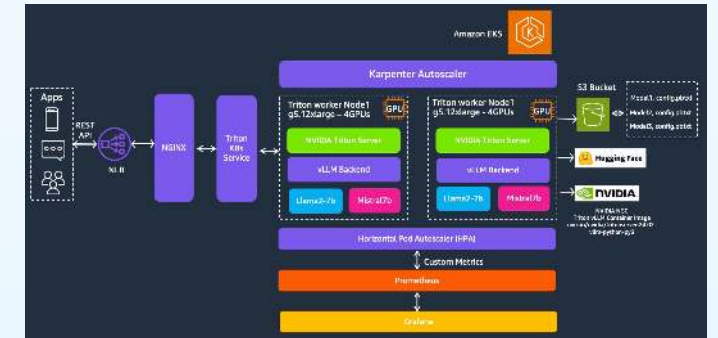 Amazon EKS
Karpenter Autoscaler
S3 Bucket
Apps
REST
API
NLB
NGINX
Triton
K8s
Service
Triton worker Node1
g5.12xlarge – 4GPUs
GPU
NVIDIA Triton Server
vLLM Backend
Llama2-7b
Mistral7b
Triton worker Node1
g5.12xlarge - 4GPUs
GPU
NVIDIA Triton Server
vLLM Backend
Llama2-7b
Mistral7b
Model1, config.pbtxt
Model2, config.pbtxt
Model3, config.pbtxt
Hugging Face
NVIDIA
NVIDIA NGC
Triton vLLM Container Image
Horizontal Pod Autoscaler (HPA)
Custom Metrics
Prometheus
Grafana